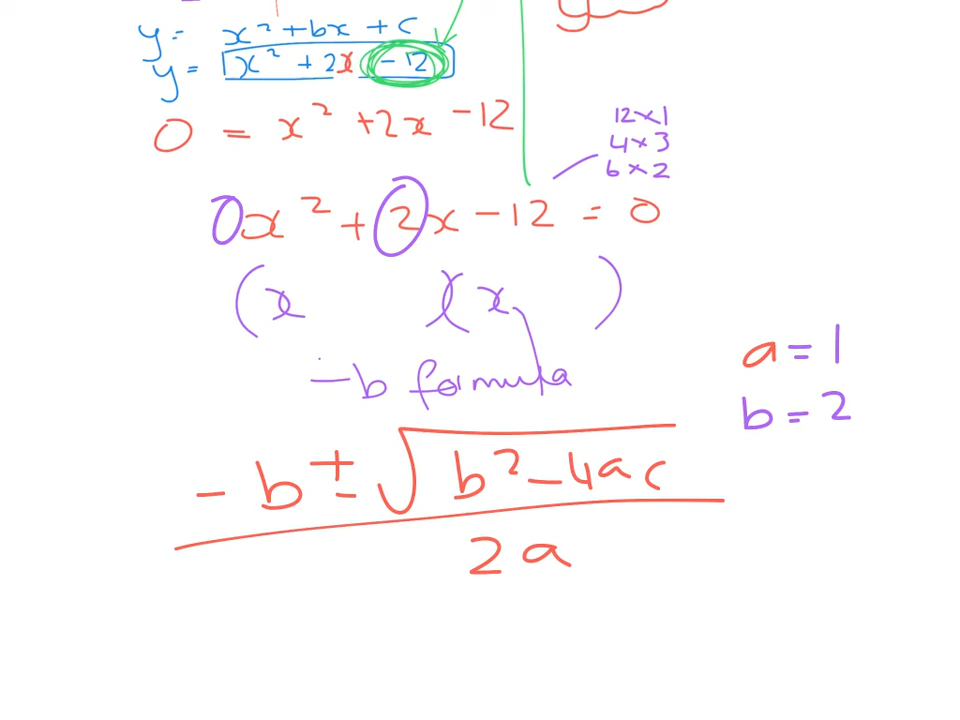 y = x² + bx + c
y = x² + 2x - 12
0 = x² + 2x - 12
12 × 1
4 × 3
6 × 2
x² + 2x - 12 = 0
(x )(x )
-b formula
a = 1
b = 2
-b ± √b² - 4ac
2a